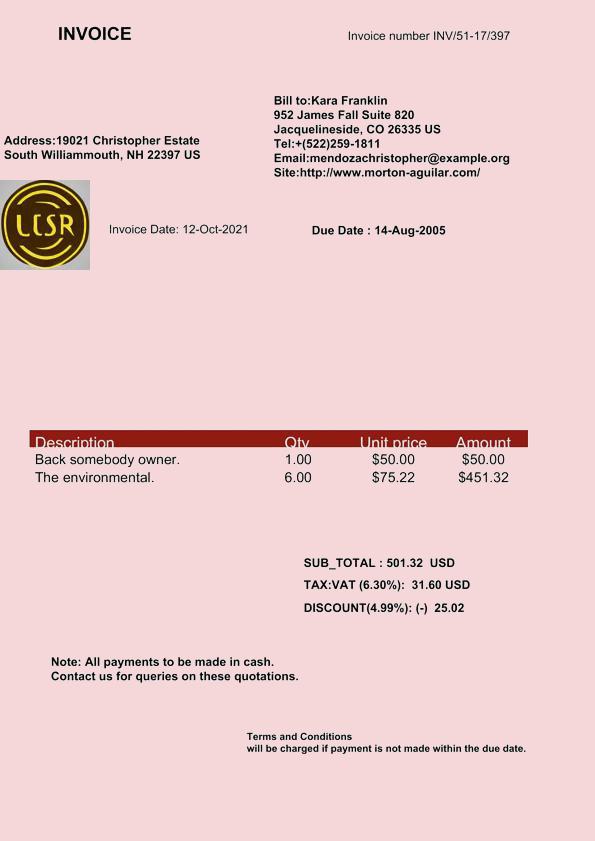 INVOICE
Invoice number INV/51-17/397
Bill to:Kara Franklin
952 James Fall Suite 820
Jacquelineside, CO 26335 US
Tel:+(522)259-1811
Email:mendozachristopher@example.org
Site:http://www.morton-aguilar.com/
Address:19021 Christopher Estate
South Williammouth, NH 22397 US
LCSR
Invoice Date: 12-Oct-2021
Due Date : 14-Aug-2005
Description Qty Unit price Amount
Back somebody owner. 1.00 $50.00 $50.00
The environmental. 6.00 $75.22 $451.32
SUB_TOTAL : 501.32 USD
TAX:VAT (6.30%): 31.60 USD
DISCOUNT(4.99%): (-) 25.02
Note: All payments to be made in cash.
Contact us for queries on these quotations.
Terms and Conditions
will be charged if payment is not made within the due date.